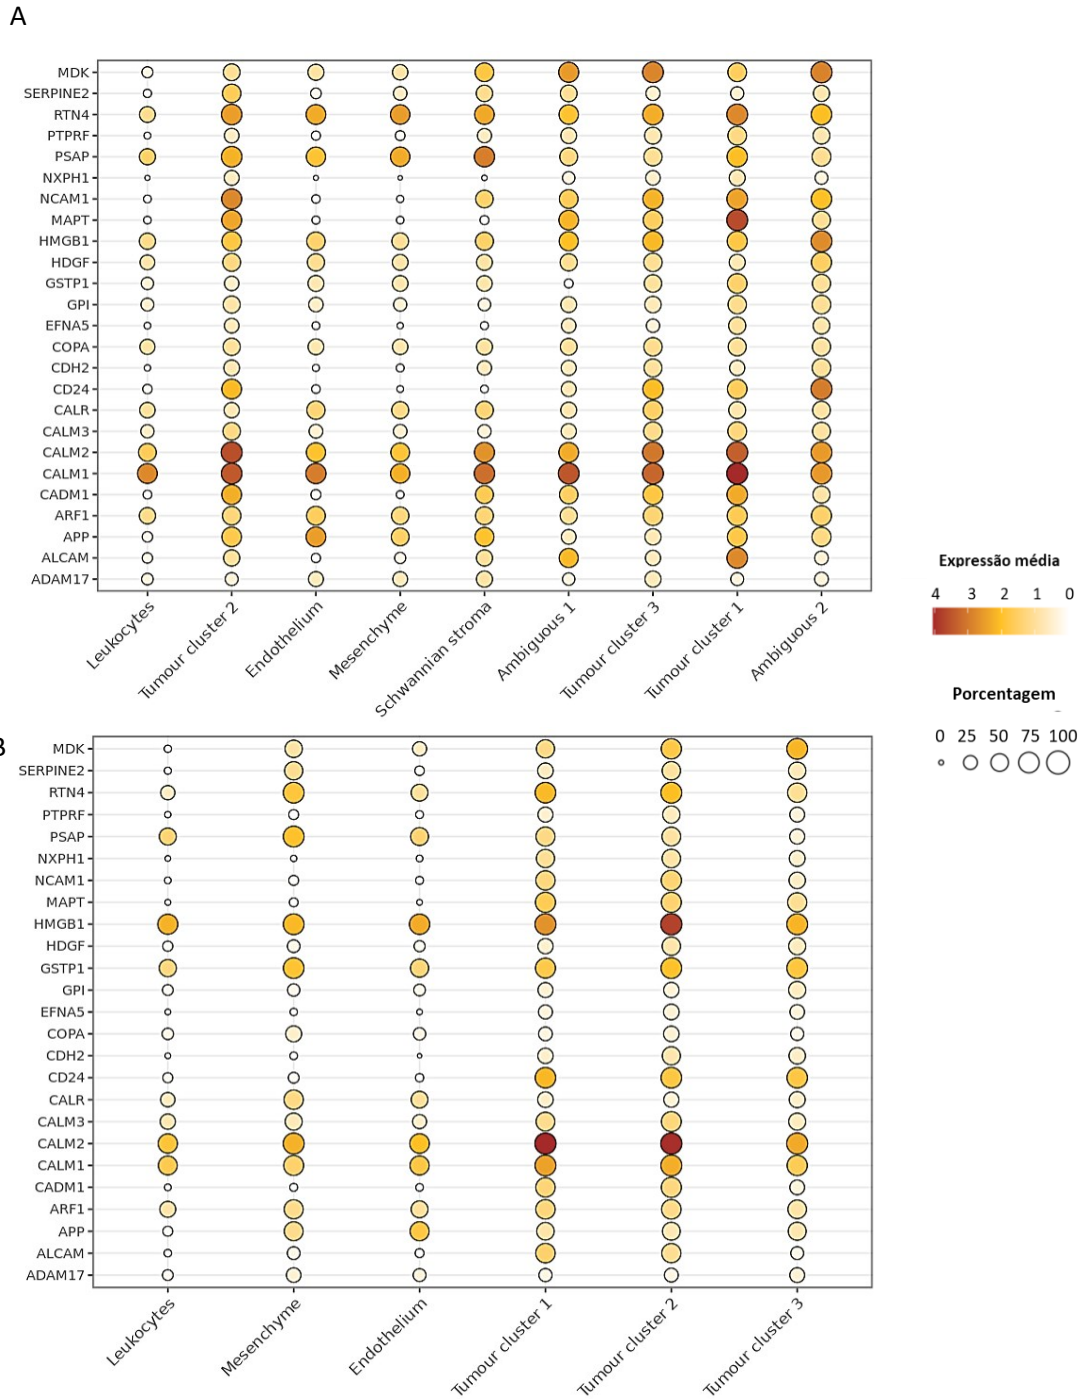 A
MDK
SERPINE2
RTN4
PTPRF
PSAP
NXPH1
NCAM1
MAPT
HMGB1
HDGF
GSTP1
GPI
EFNA5
COPA
CDH2
CD24
CALR
CALM3
CALM2
CALM1
CADM1
ARF1
APP
ALCAM
ADAM17
Leukocytes
Tumour cluster 2
Endothelium
Mesenchyme
Schwannian stroma
Ambiguous 1
Tumour cluster 3
Tumour cluster 1
Ambiguous 2
Expressão média
4 3 2 1 0
Porcentagem
0 25 50 75 100
B
MDK
SERPINE2
RTN4
PTPRF
PSAP
NXPH1
NCAM1
MAPT
HMGB1
HDGF
GSTP1
GPI
EFNA5
COPA
CDH2
CD24
CALR
CALM3
CALM2
CALM1
CADM1
ARF1
APP
ALCAM
ADAM17
Leukocytes
Mesenchyme
Endothelium
Tumour cluster 1
Tumour cluster 2
Tumour cluster 3